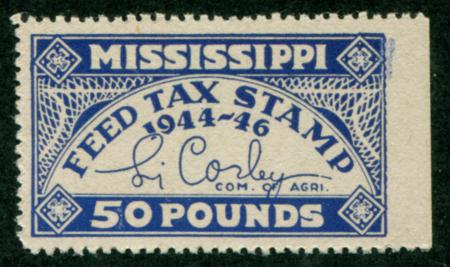 MISSISSIPPI
FEED TAX STAMP
1944-46
Si Corley
COM. OF AGRI.
50 POUNDS